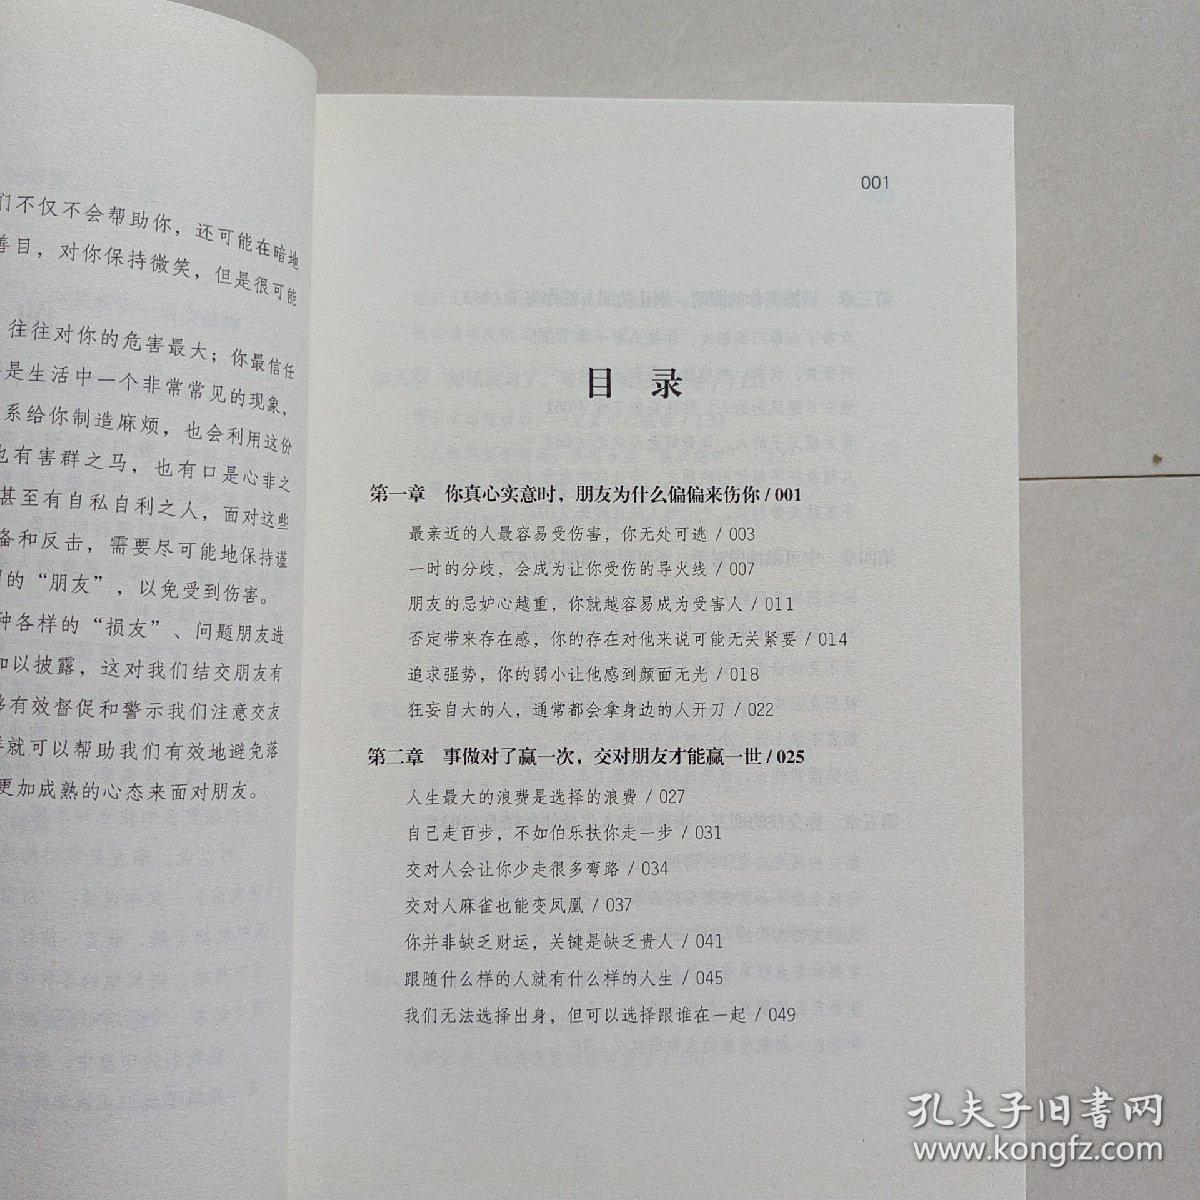 们不仅不会帮助你，还可能在暗地
善目，对你保持微笑，但是很可能
往往对你的危害最大；你最信任
是生活中一个非常常见的现象，
系给你制造麻烦，也会利用这份
也有害群之马，也有口是心非之
甚至有自私自利之人，面对这些
备和反击，需要尽可能地保持谨
的“朋友”，以免受到伤害。
种各样的“损友”、问题朋友进
加以披露，这对我们结交朋友有
够有效督促和警示我们注意交友
样就可以帮助我们有效地避免落
更加成熟的心态来面对朋友。
001
目 录
第一章 你真心实意时，朋友为什么偏偏来伤你 / 001
最亲近的人最容易受伤害，你无处可逃 / 003
一时的分歧，会成为让你受伤的导火线 / 007
朋友的忌妒心越重，你就越容易成为受害人 / 011
否定带来存在感，你的存在对他来说可能无关紧要 / 014
追求强势，你的弱小让他感到颜面无光 / 018
狂妄自大的人，通常都会拿身边的人开刀 / 022
第二章 事做对了赢一次，交对朋友才能赢一世 / 025
人生最大的浪费是选择的浪费 / 027
自己走百步，不如伯乐扶你走一步 / 031
交对人会让你少走很多弯路 / 034
交对人麻雀也能变凤凰 / 037
你并非缺乏财运，关键是缺乏贵人 / 041
跟随什么样的人就有什么样的人生 / 045
我们无法选择出身，但可以选择跟谁在一起 / 049
孔夫子旧书网
www.kongfz.com